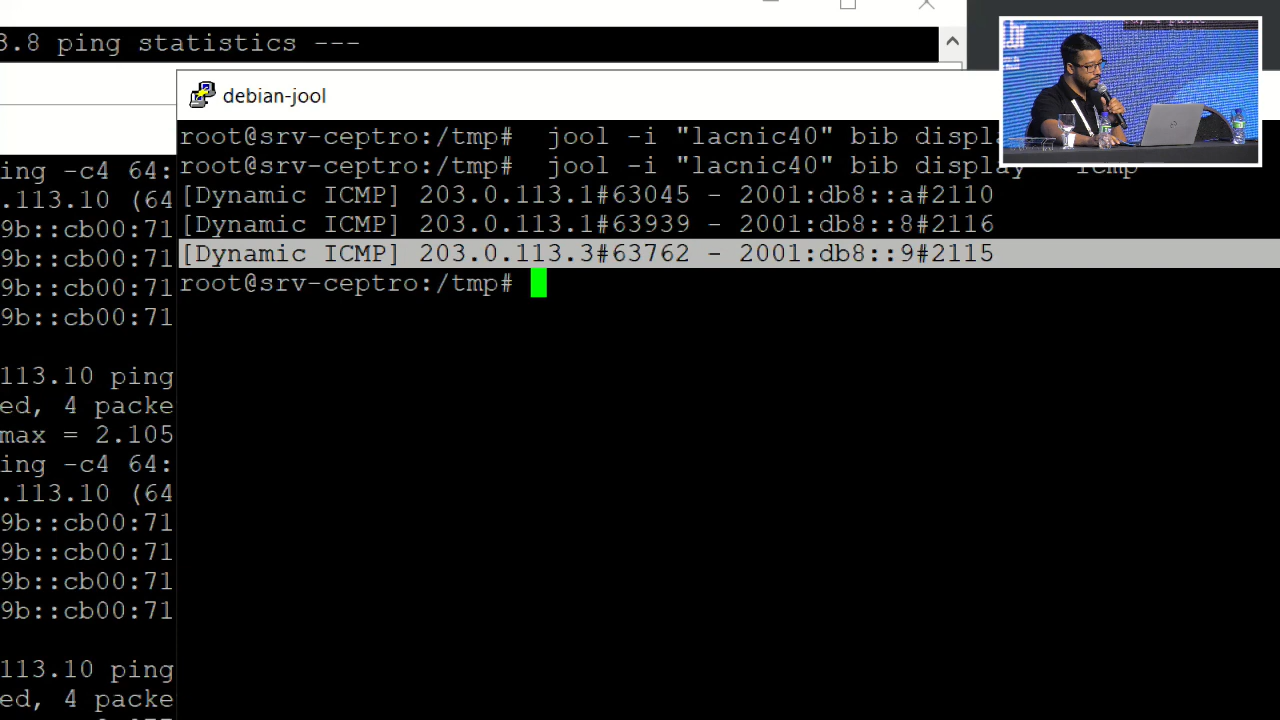 3.8 ping statistics ---
debian-jool
root@srv-ceptro:/tmp#  jool -i "lacnic40" bib display
root@srv-ceptro:/tmp#  jool -i "lacnic40" bib display --icmp
[Dynamic ICMP] 203.0.113.1#63045 - 2001:db8::a#2110
[Dynamic ICMP] 203.0.113.1#63939 - 2001:db8::8#2116
[Dynamic ICMP] 203.0.113.3#63762 - 2001:db8::9#2115
root@srv-ceptro:/tmp#
ing -c4 64:
.113.10 (64
9b::cb00:71
9b::cb00:71
9b::cb00:71
9b::cb00:71
113.10 ping
ed, 4 packe
max = 2.105
ing -c4 64:
.113.10 (64
9b::cb00:71
9b::cb00:71
9b::cb00:71
9b::cb00:71
113.10 ping
ed, 4 packe
.br